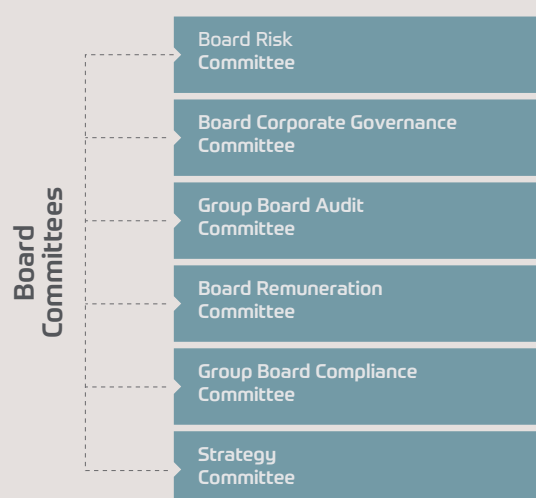 Board
Committees
Board Risk
Committee
Board Corporate Governance
Committee
Group Board Audit
Committee
Board Remuneration
Committee
Group Board Compliance
Committee
Strategy
Committee